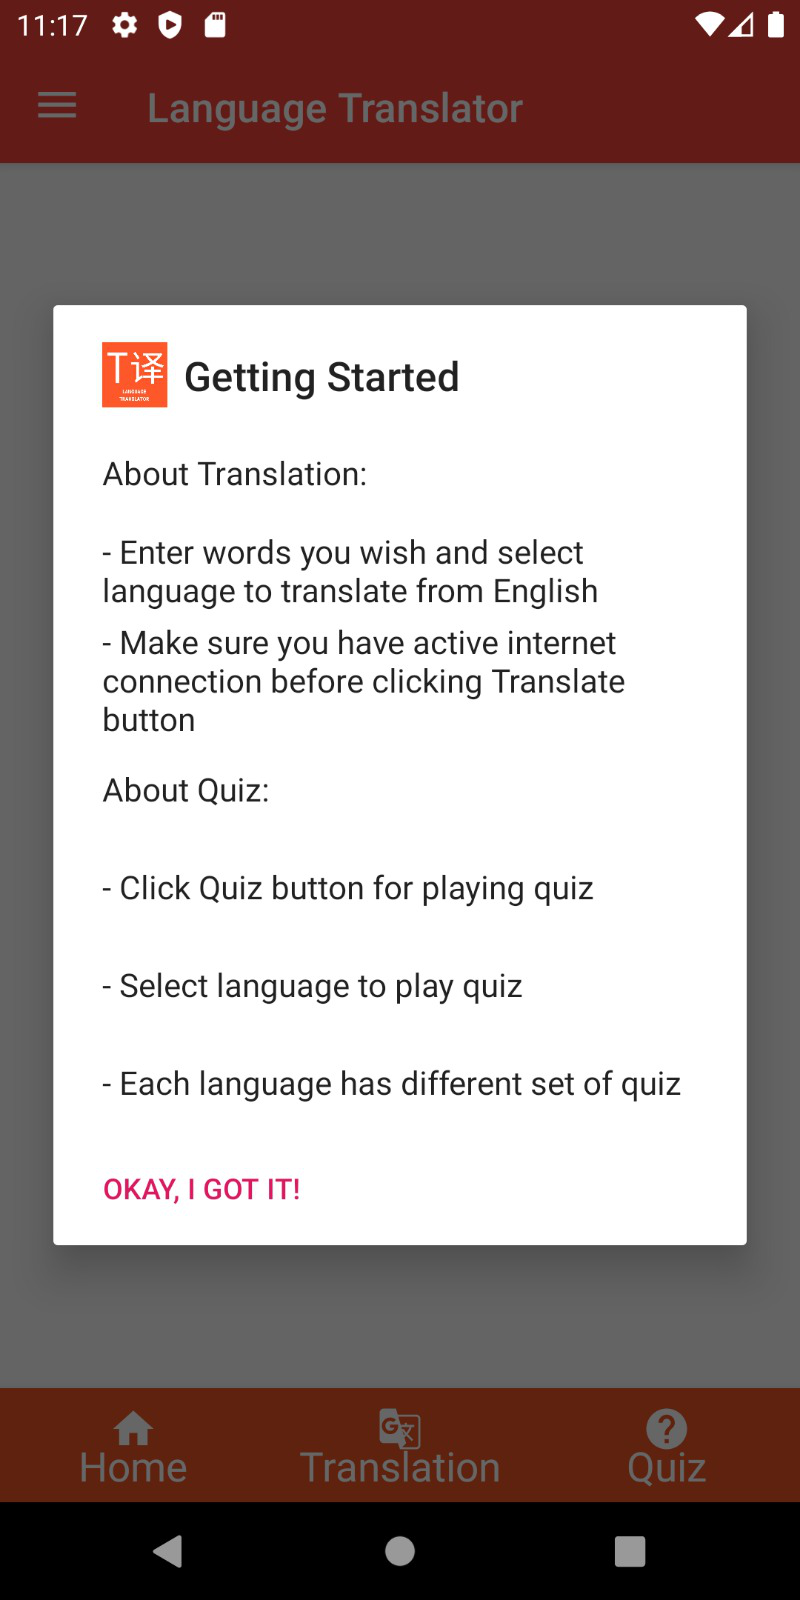 11:17
Language Translator
T译
LANGUAGE
TRANSLATOR
Getting Started
About Translation:
- Enter words you wish and select
language to translate from English
- Make sure you have active internet
connection before clicking Translate
button
About Quiz:
- Click Quiz button for playing quiz
- Select language to play quiz
- Each language has different set of quiz
OKAY, I GOT IT!
Home
Translation
Quiz